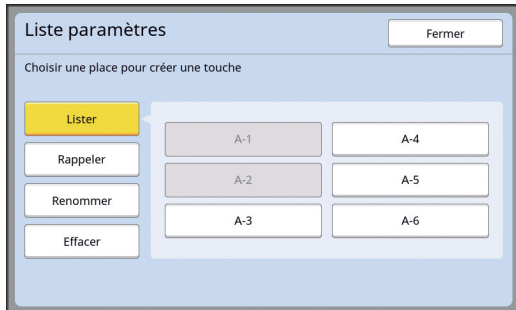 Liste paramètres
Fermer
Choisir une place pour créer une touche
Lister
Rappeler
Renommer
Effacer
A-1
A-4
A-2
A-5
A-3
A-6